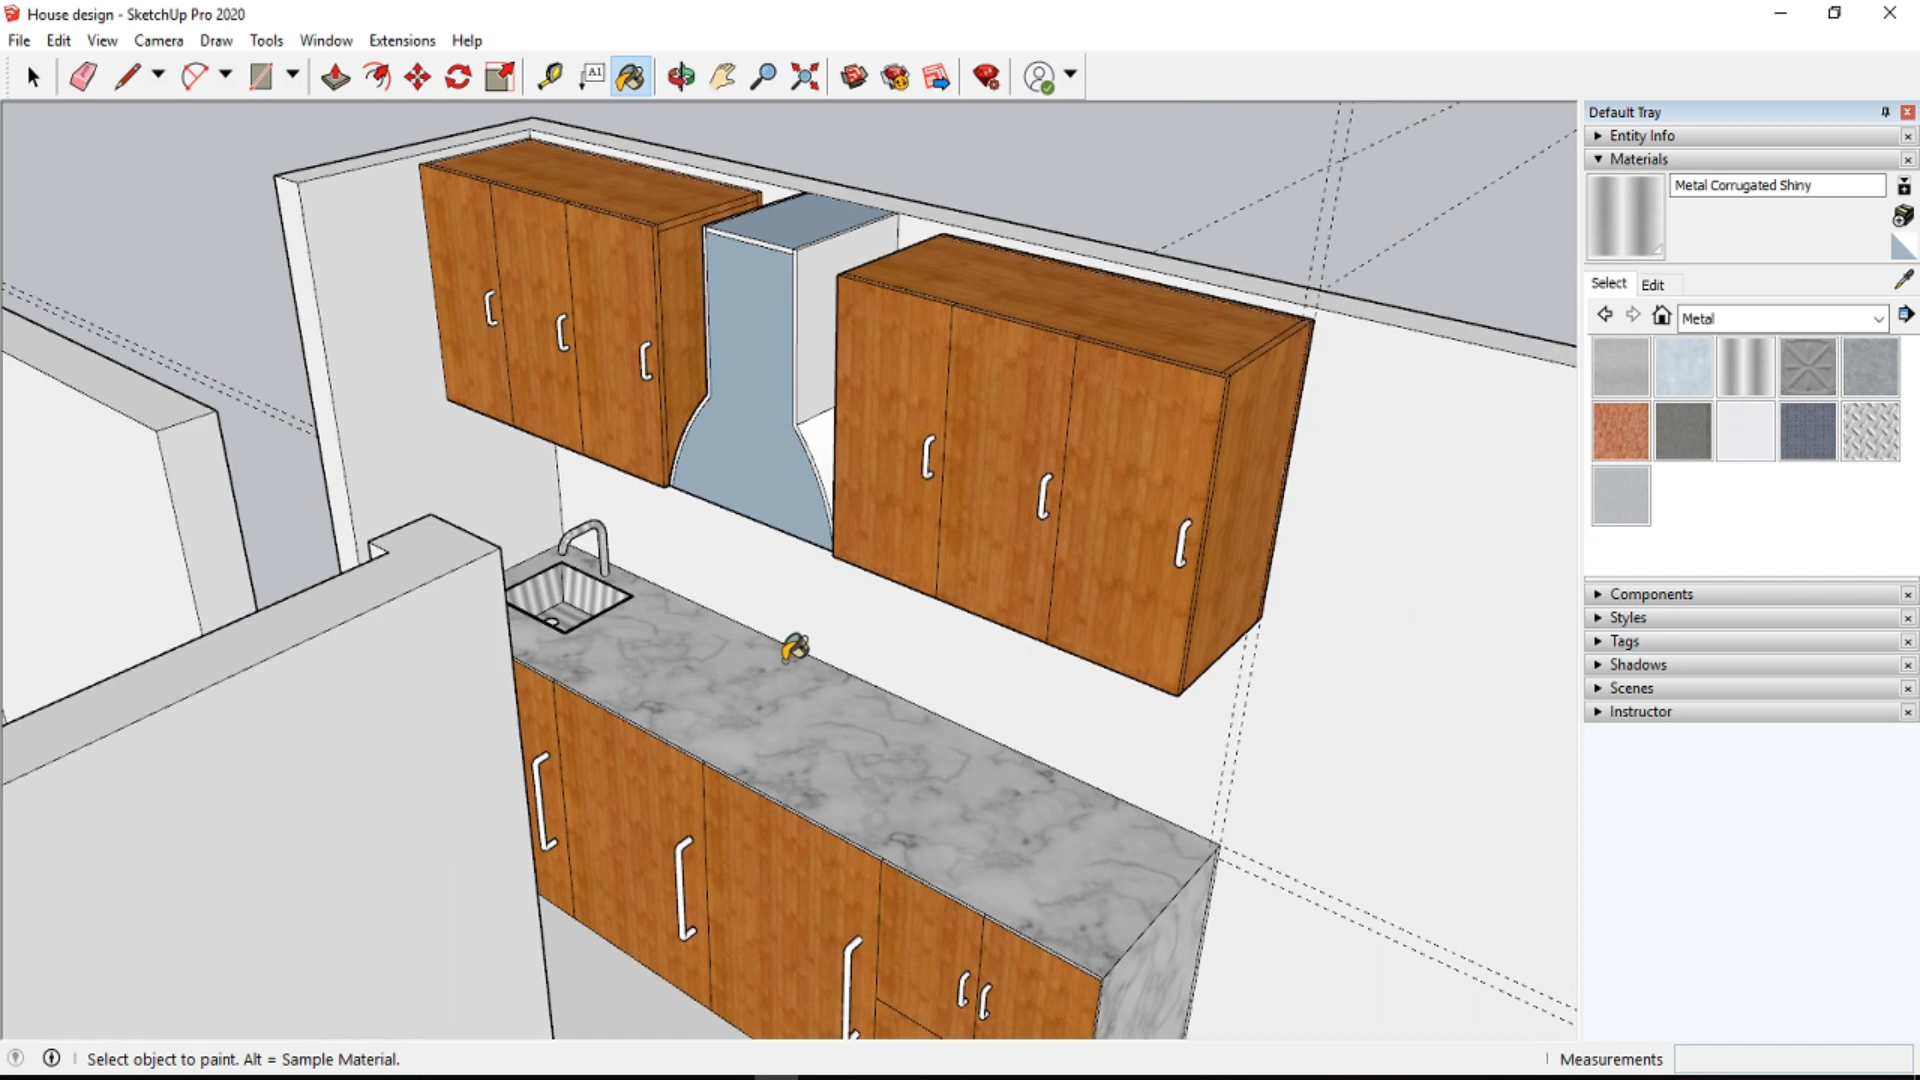 House design - SketchUp Pro 2020
File Edit View Camera Draw Tools Window Extensions Help
A1
Default Tray
Entity Info
Materials
Metal Corrugated Shiny
Select Edit
Metal
Components
Styles
Tags
Shadows
Scenes
Instructor
Select object to paint. Alt = Sample Material.
Measurements